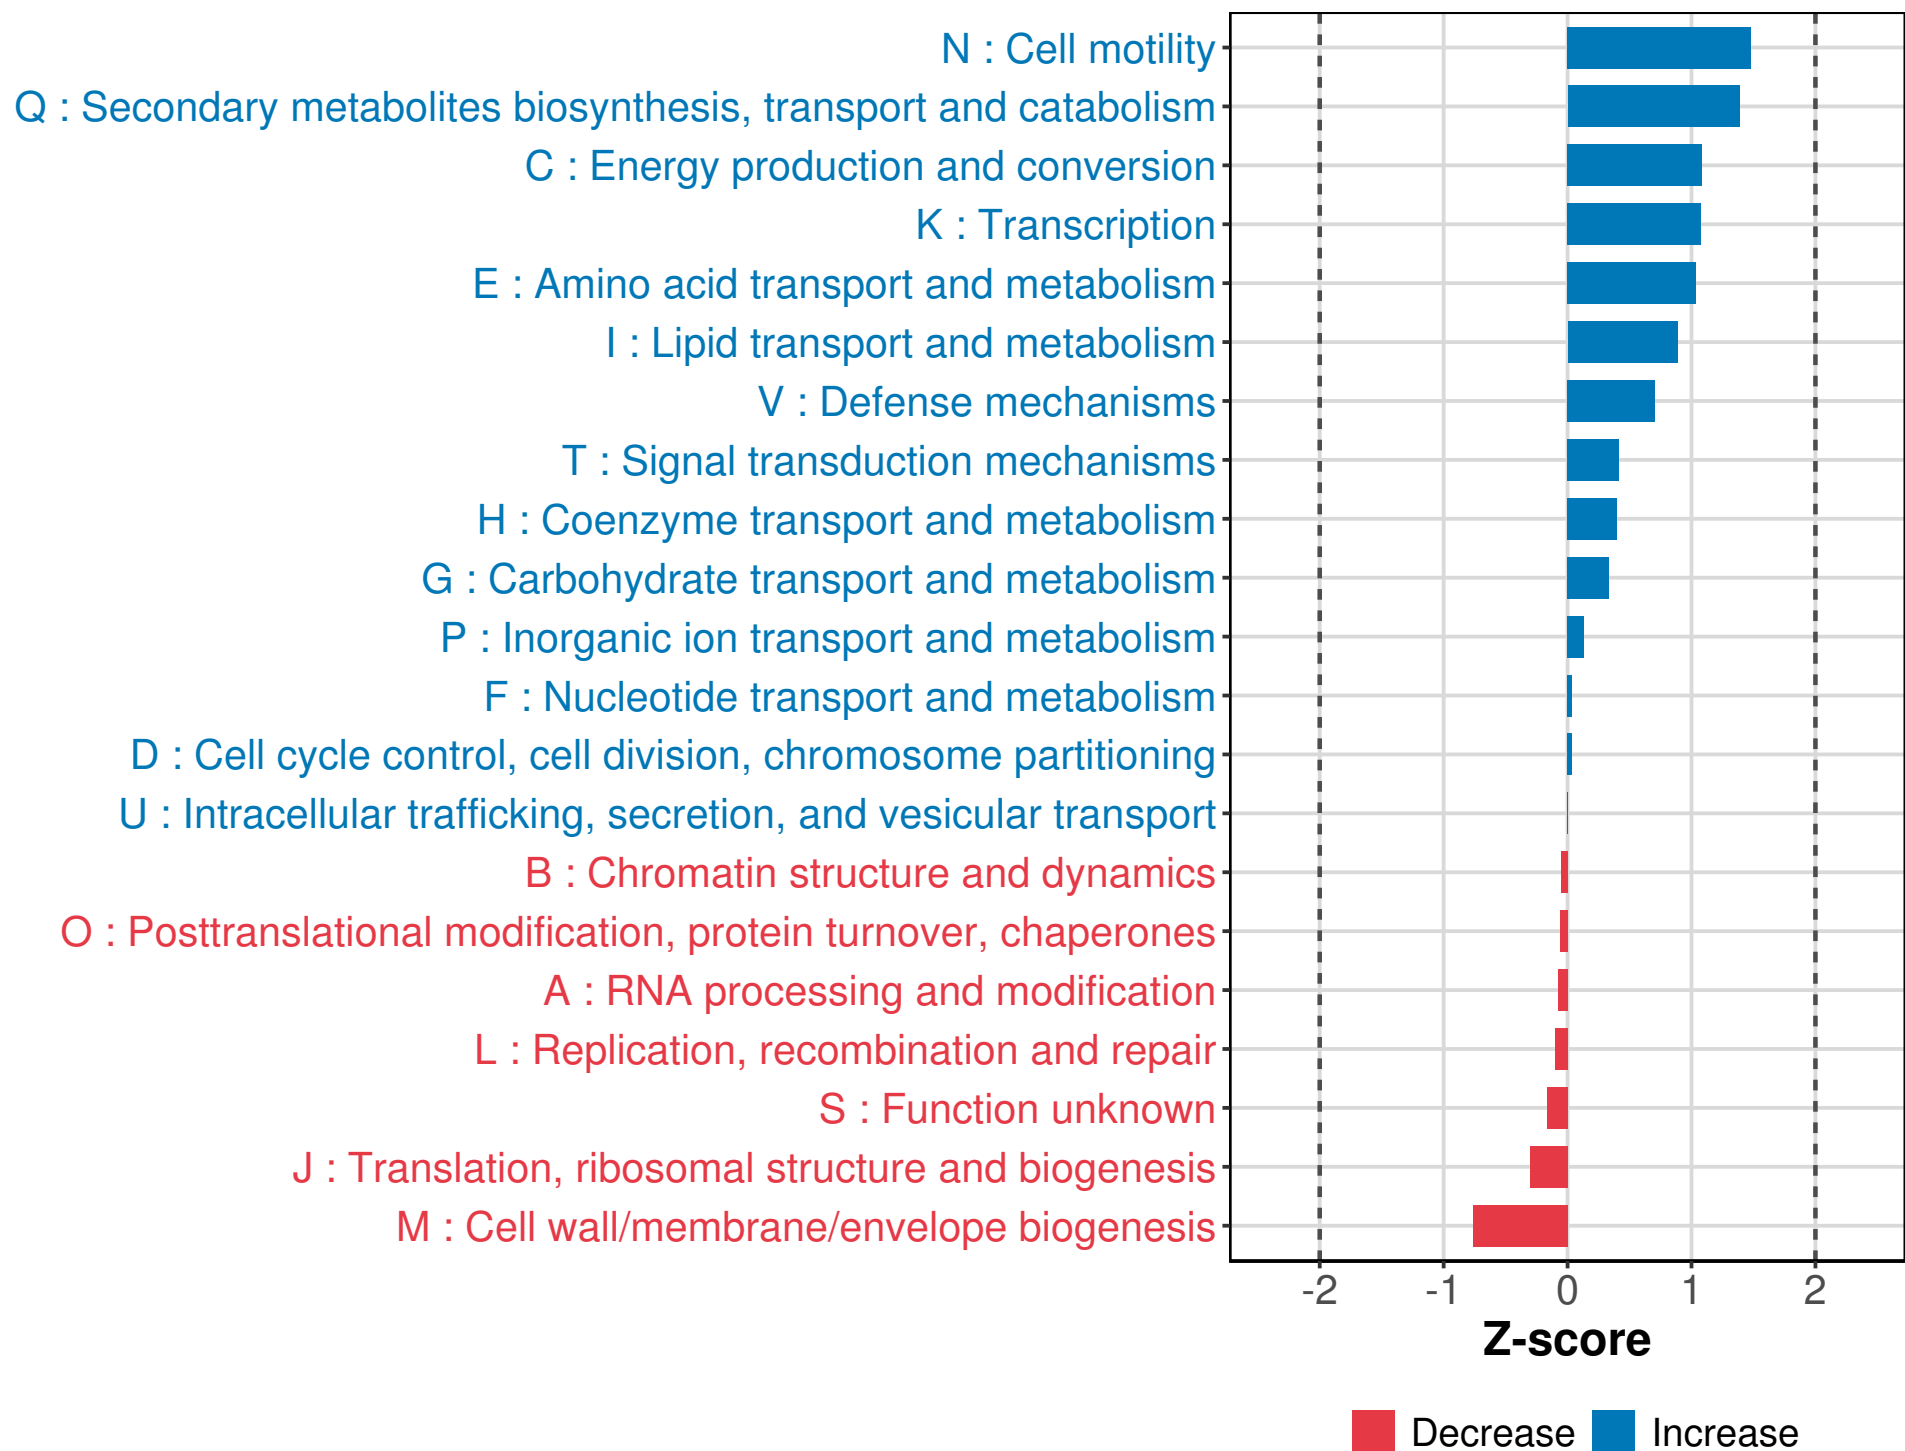 N : Cell motility
Q : Secondary metabolites biosynthesis, transport and catabolism
C : Energy production and conversion
K : Transcription
E : Amino acid transport and metabolism
I : Lipid transport and metabolism
V : Defense mechanisms
T : Signal transduction mechanisms
H : Coenzyme transport and metabolism
G : Carbohydrate transport and metabolism
P : Inorganic ion transport and metabolism
F : Nucleotide transport and metabolism
D : Cell cycle control, cell division, chromosome partitioning
U : Intracellular trafficking, secretion, and vesicular transport
B : Chromatin structure and dynamics
O : Posttranslational modification, protein turnover, chaperones
A : RNA processing and modification
L : Replication, recombination and repair
S : Function unknown
J : Translation, ribosomal structure and biogenesis
M : Cell wall/membrane/envelope biogenesis
-2 -1 0 1 2
Z-score
Decrease Increase